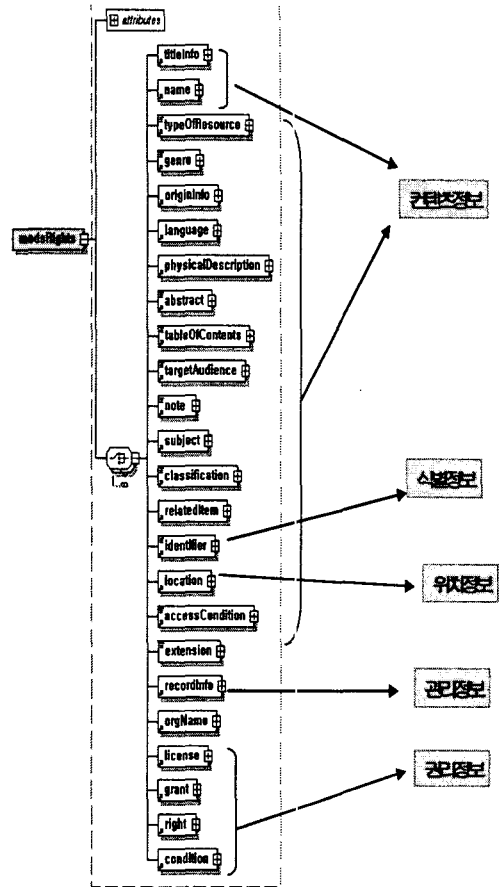 attributes
titleInfo
name
typeOfResource
genre
originInfo
language
modsRights
physicalDescription
abstract
tableOfContents
targetAudience
note
subject
1..∞
classification
relatedItem
identifier
location
accessCondition
extension
recordInfo
orgName
license
grant
right
condition
컨텐츠정보
식별정보
위치정보
관리정보
권리정보